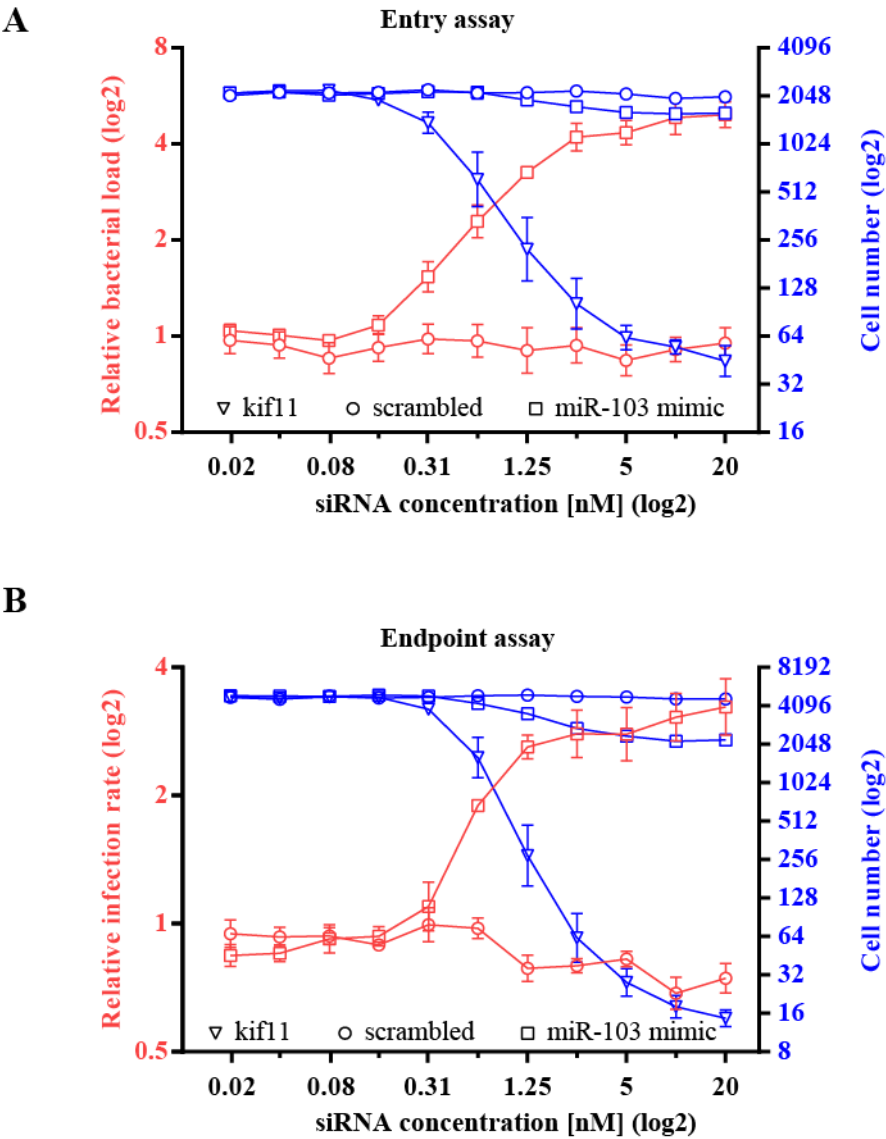 A
Entry assay
Relative bacterial load (log2)
8
4
2
1
0.5
4096
2048
1024
512
256
128
64
32
16
Cell number (log2)
kif11 scrambled miR-103 mimic
0.02 0.08 0.31 1.25 5 20
siRNA concentration [nM] (log2)
B
Endpoint assay
Relative infection rate (log2)
4
2
1
0.5
8192
4096
2048
1024
512
256
128
64
32
16
8
Cell number (log2)
kif11 scrambled miR-103 mimic
0.02 0.08 0.31 1.25 5 20
siRNA concentration [nM] (log2)